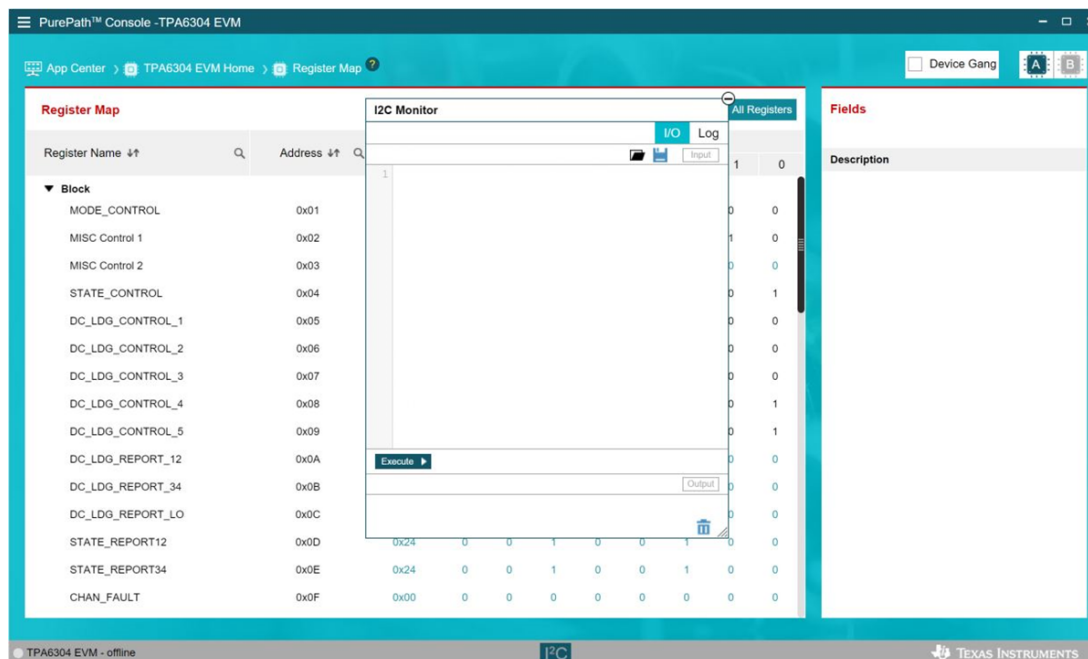 PurePath™ Console -TPA6304 EVM
App Center TPA6304 EVM Home Register Map ?
Device Gang A B
Register Map
All Registers
Fields
Register Name Address 1 0
Description
I2C Monitor
I/O Log
Input
1
Block
MODE_CONTROL 0x01 0 0
MISC Control 1 0x02 1 0
MISC Control 2 0x03 0 0
STATE_CONTROL 0x04 0 1
DC_LDG_CONTROL_1 0x05 0 0
DC_LDG_CONTROL_2 0x06 0 0
DC_LDG_CONTROL_3 0x07 0 0
DC_LDG_CONTROL_4 0x08 0 1
DC_LDG_CONTROL_5 0x09 0 1
DC_LDG_REPORT_12 0x0A 0 0
Execute
DC_LDG_REPORT_34 0x0B 0 0
Output
DC_LDG_REPORT_LO 0x0C 0 0
STATE_REPORT12 0x0D 0x24 0 0 1 0 0 1 0 0
STATE_REPORT34 0x0E 0x24 0 0 1 0 0 1 0 0
CHAN_FAULT 0x0F 0x00 0 0 0 0 0 0 0 0
TPA6304 EVM - offline
I²C
TEXAS INSTRUMENTS